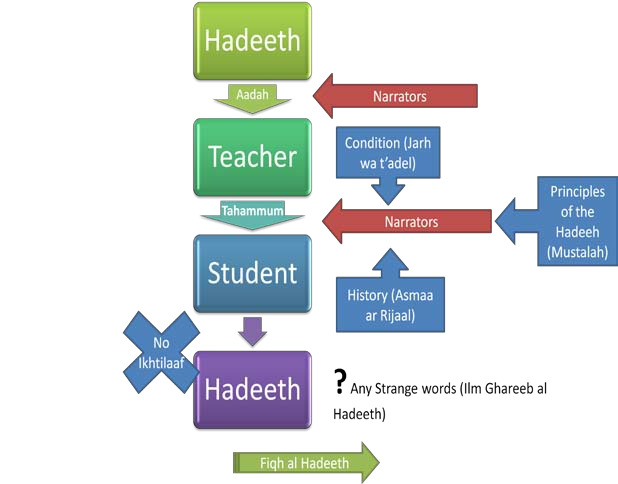 Hadeeth
Aadah
Narrators
Teacher
Condition (Jarh
wa t'adel)
Tahammum
Narrators
Principles
of the
Hadeeh
(Mustalah)
Student
History (Asmaa
ar Rijaal)
No
Ikhtilaaf
Hadeeth
? Any Strange words (Ilm Ghareeb al
Hadeeth)
Fiqh al Hadeeth